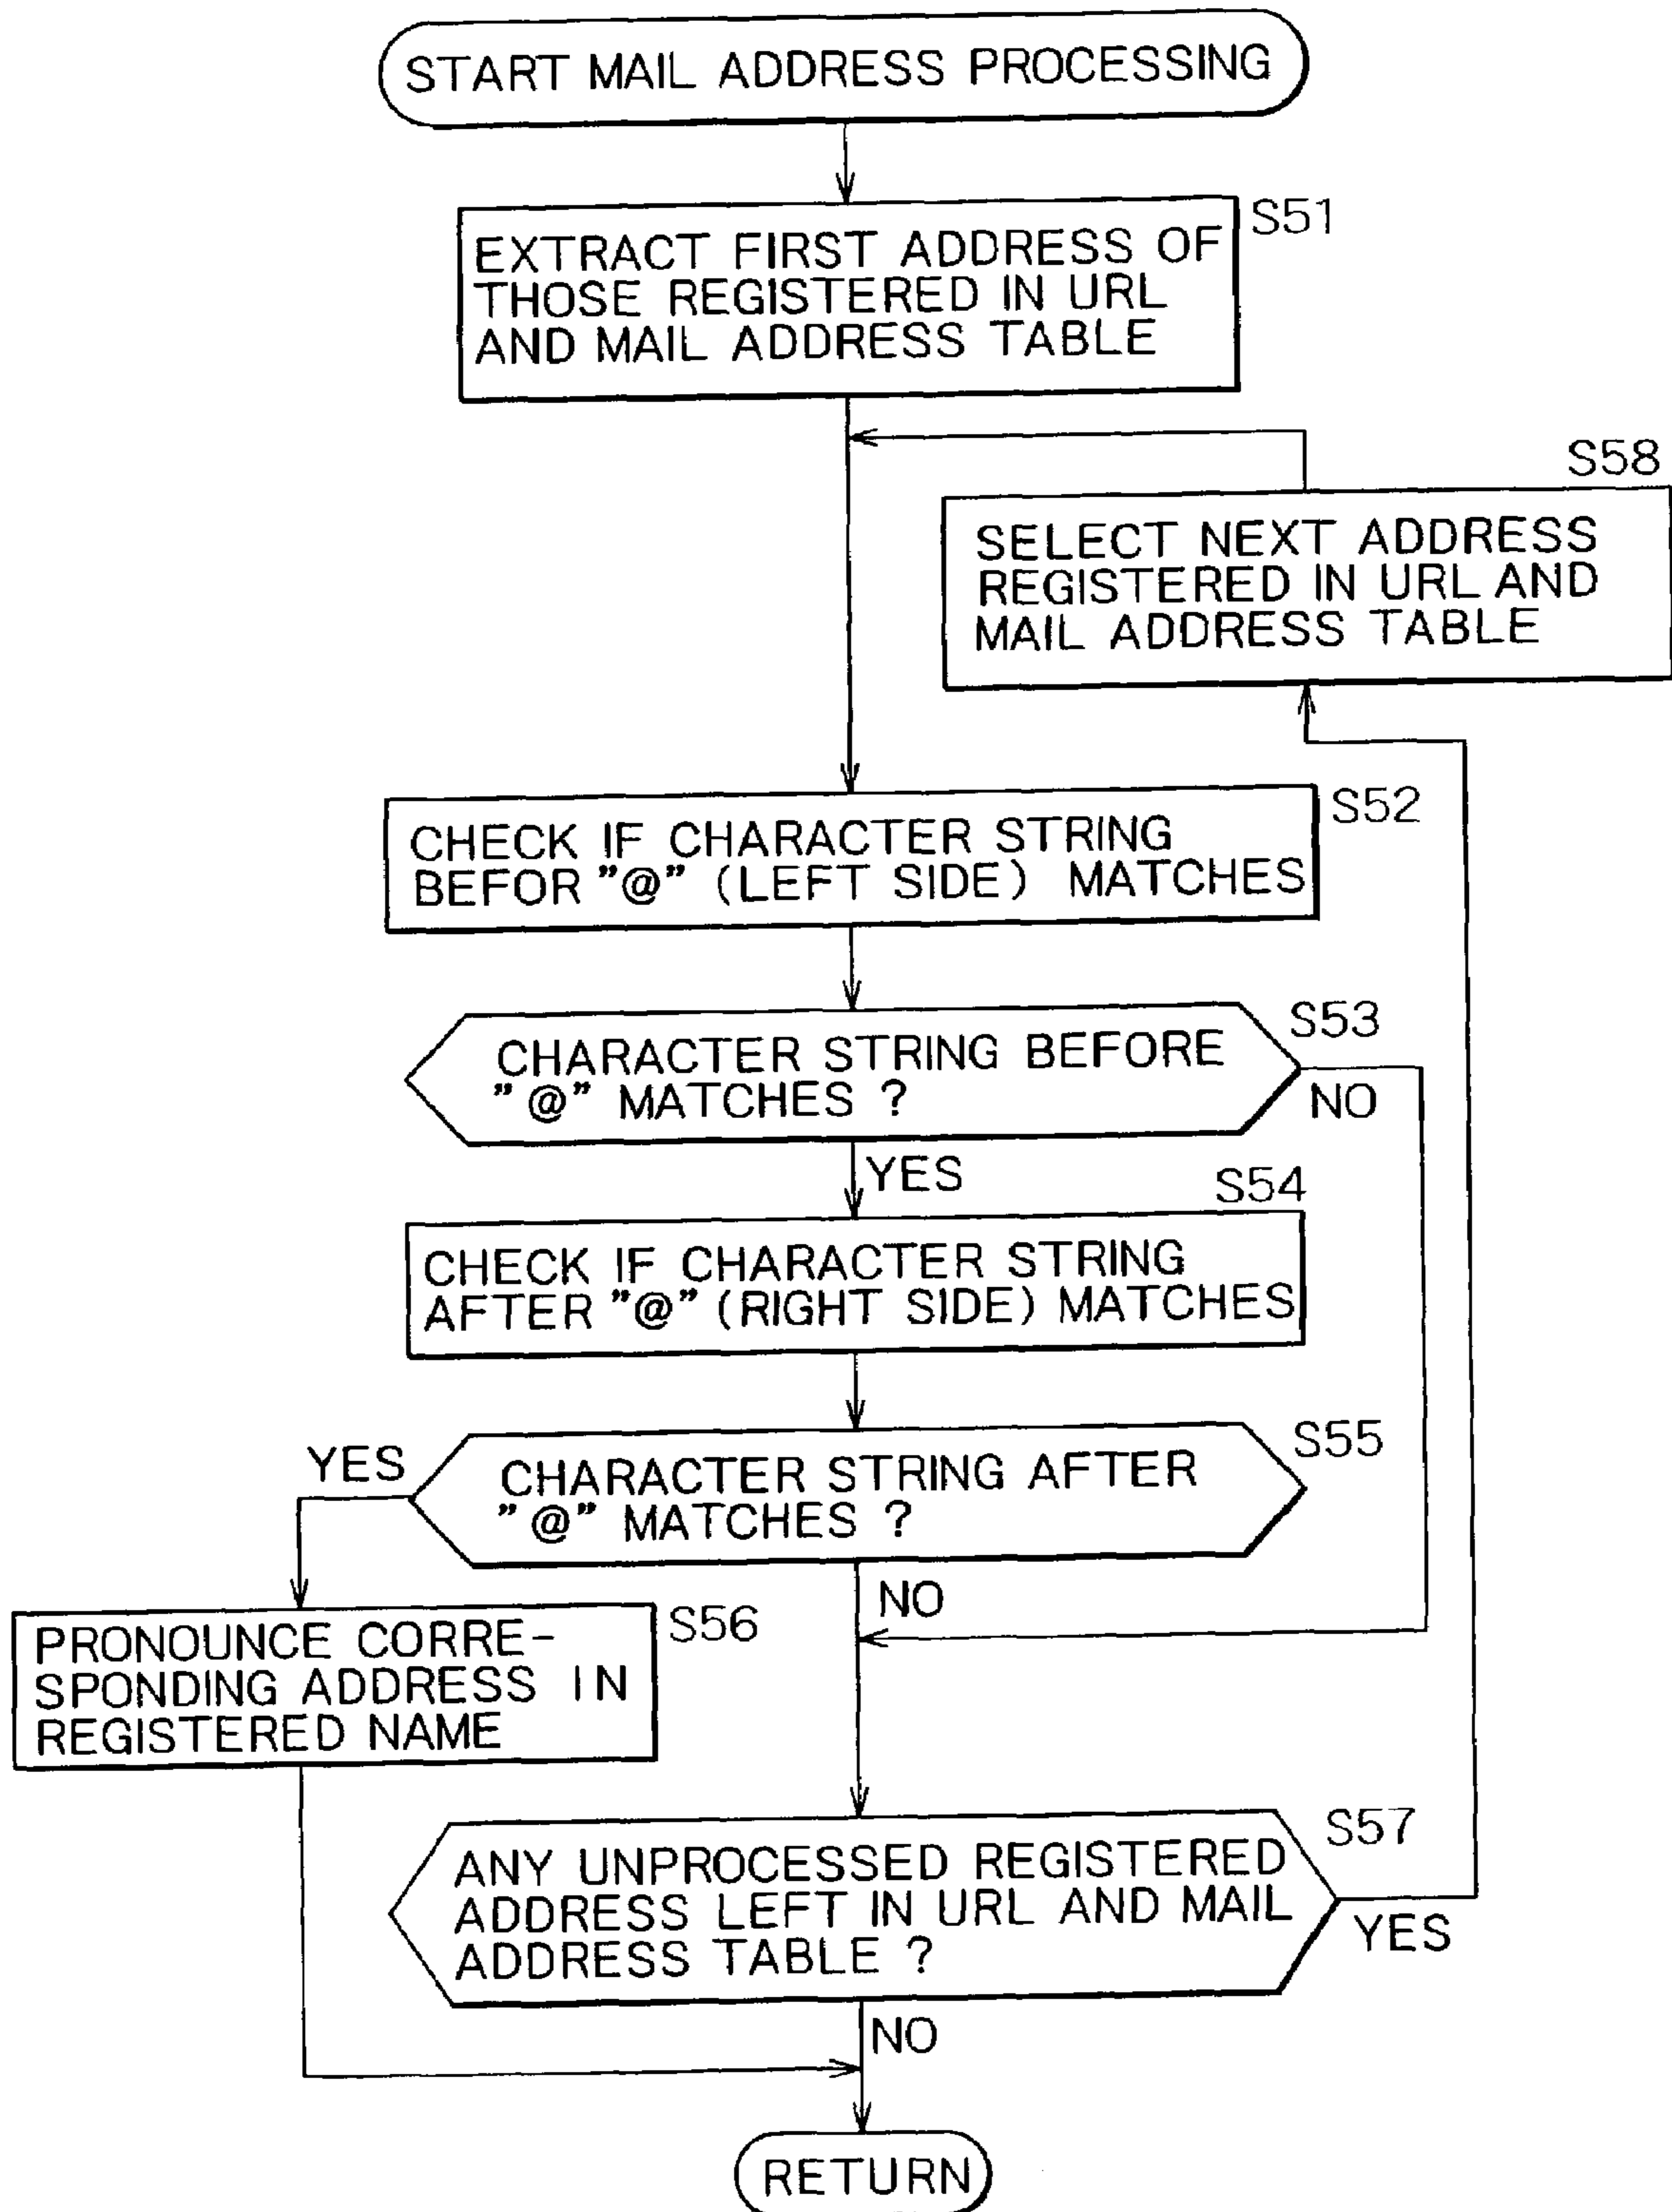 START MAIL ADDRESS PROCESSING
S51
EXTRACT FIRST ADDRESS OF
THOSE REGISTERED IN URL
AND MAIL ADDRESS TABLE
S58
SELECT NEXT ADDRESS
REGISTERED IN URL AND
MAIL ADDRESS TABLE
S52
CHECK IF CHARACTER STRING
BEFOR "@" (LEFT SIDE) MATCHES
S53
CHARACTER STRING BEFORE
"@" MATCHES ?
NO
YES
S54
CHECK IF CHARACTER STRING
AFTER "@" (RIGHT SIDE) MATCHES
S55
YES
CHARACTER STRING AFTER
"@" MATCHES ?
NO
S56
PRONOUNCE CORRE-
SPONDING ADDRESS IN
REGISTERED NAME
S57
ANY UNPROCESSED REGISTERED
ADDRESS LEFT IN URL AND MAIL
ADDRESS TABLE ?
YES
NO
RETURN